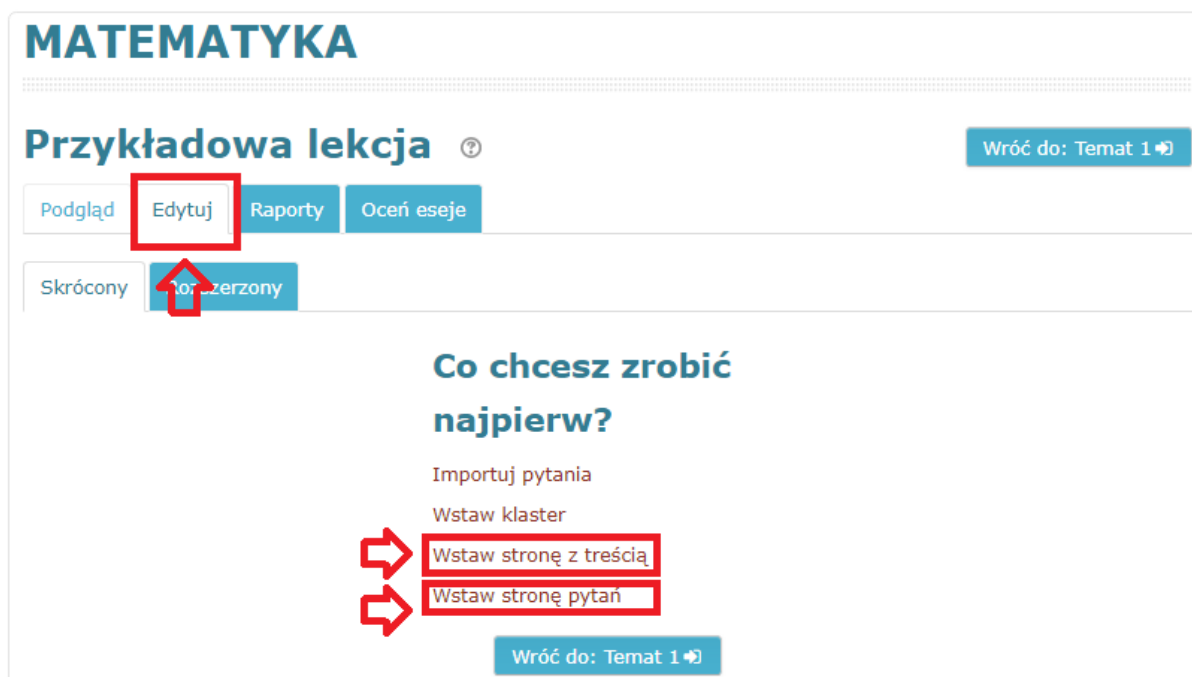 MATEMATYKA
Przykładowa lekcja
Wróć do: Temat 1
Podgląd Edytuj Raporty Oceń eseje
Skrócony Rozszerzony
Co chcesz zrobić
najpierw?
Importuj pytania
Wstaw klaster
Wstaw stronę z treścią
Wstaw stronę pytań
Wróć do: Temat 1